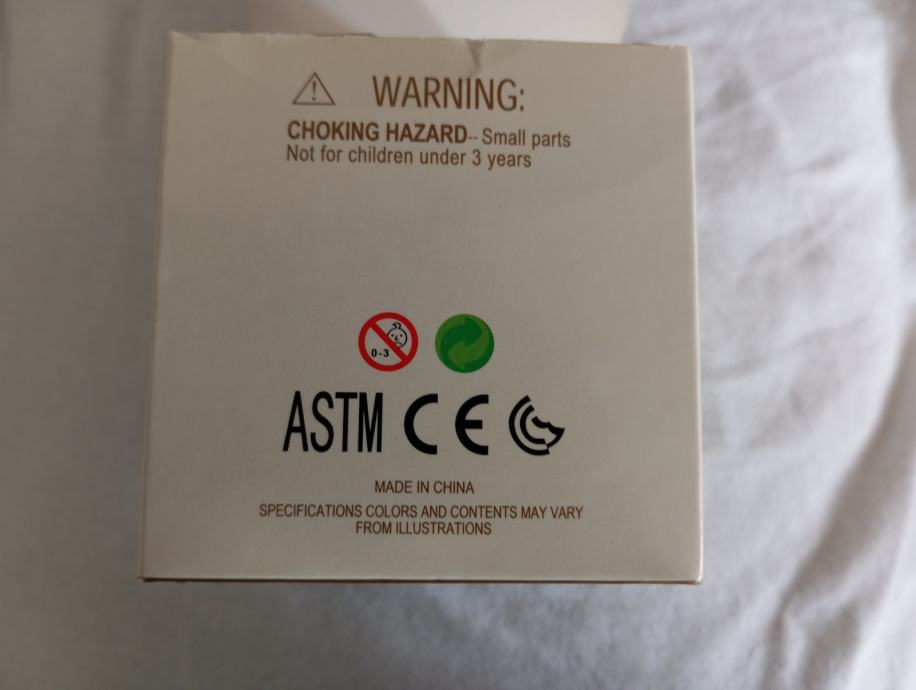 WARNING:
CHOKING HAZARD-- Small parts
Not for children under 3 years
0-3
ASTM CE
MADE IN CHINA
SPECIFICATIONS COLORS AND CONTENTS MAY VARY
FROM ILLUSTRATIONS